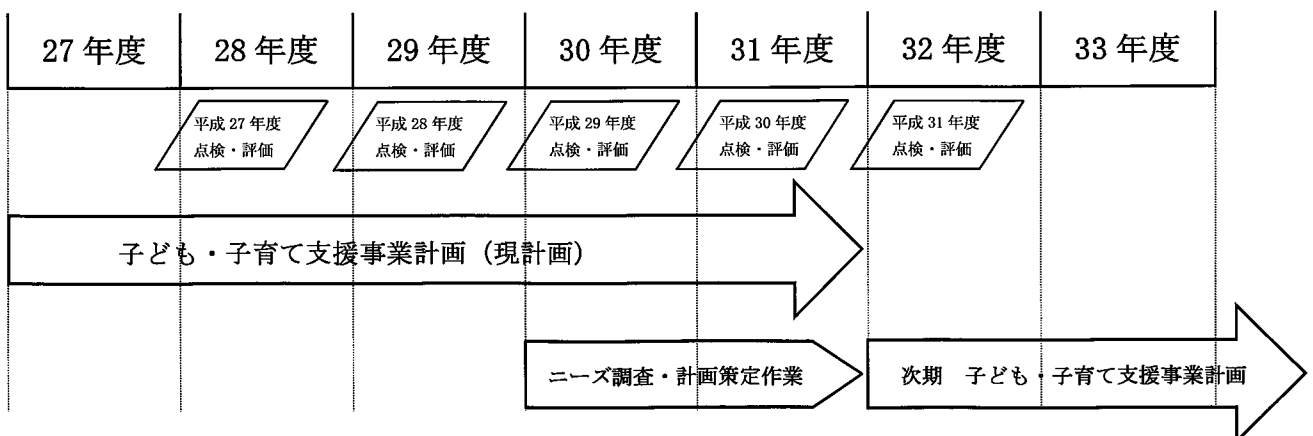 27年度 28年度 29年度 30年度 31年度 32年度 33年度
平成27年度
点検・評価
平成28年度
点検・評価
平成29年度
点検・評価
平成30年度
点検・評価
平成31年度
点検・評価
子ども・子育て支援事業計画（現計画）
ニーズ調査・計画策定作業
次期　子ども・子育て支援事業計画